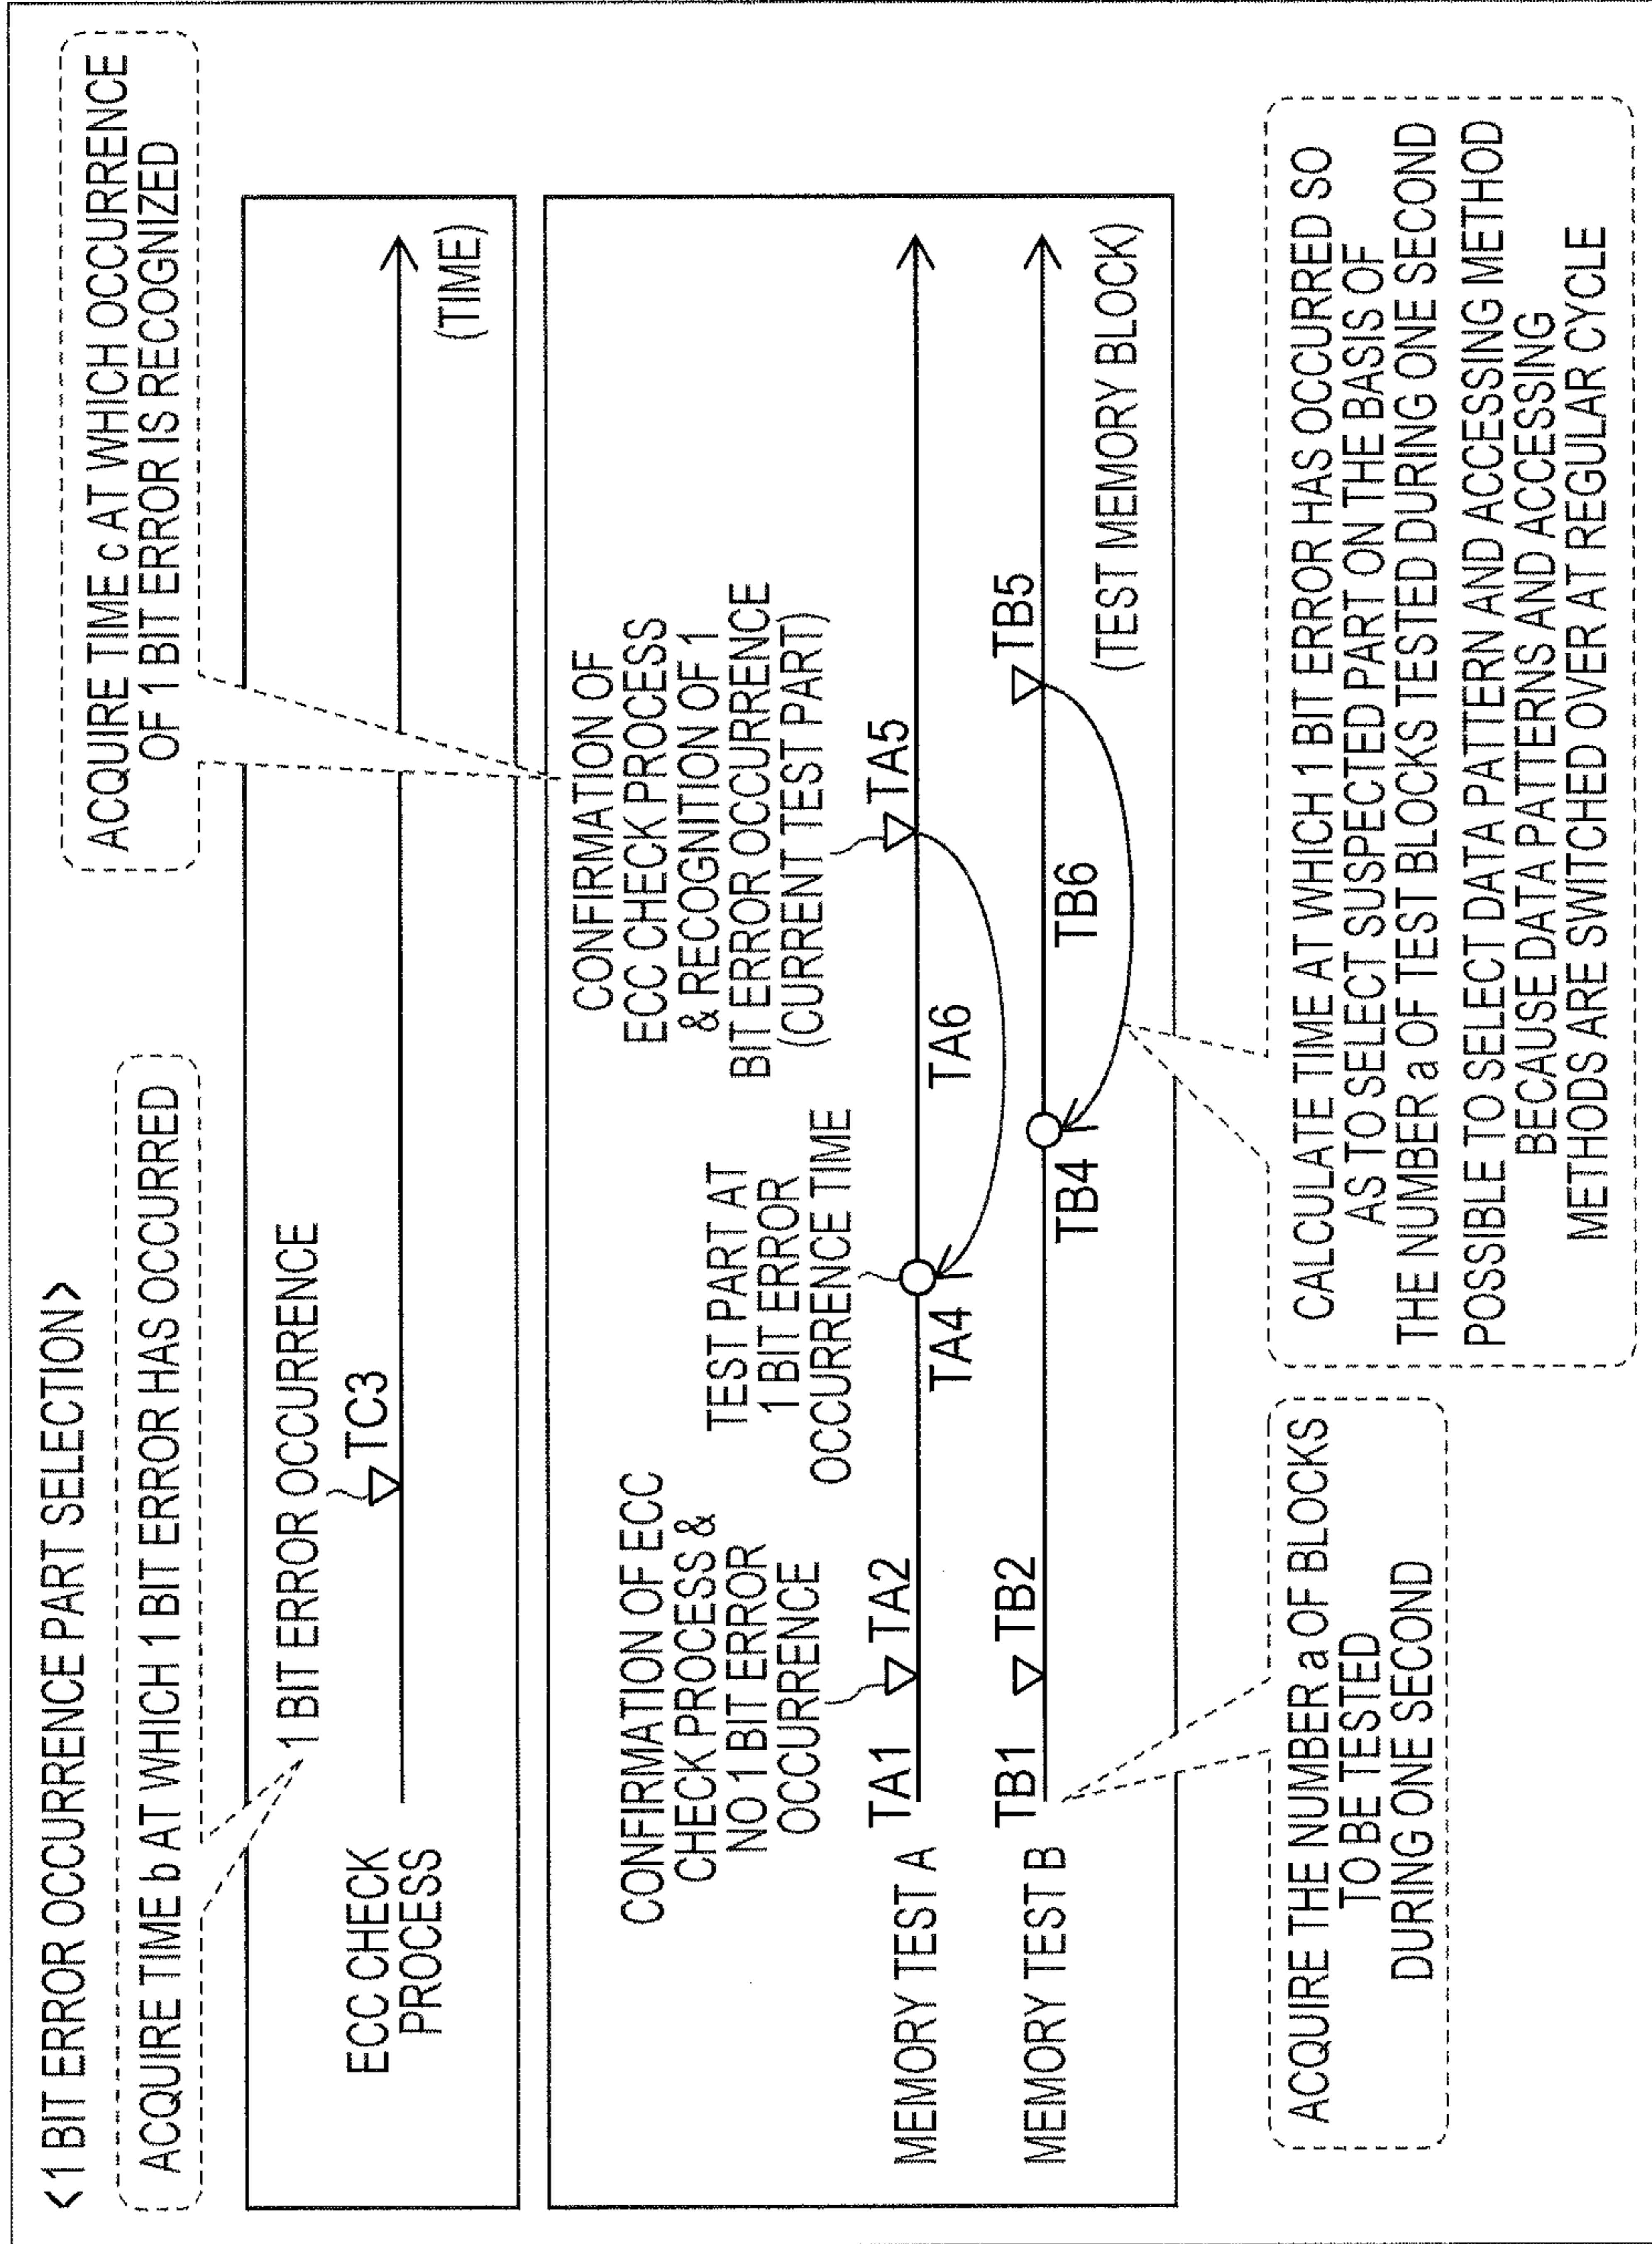 <1 BIT ERROR OCCURRENCE PART SELECTION>
ACQUIRE TIME b AT WHICH 1 BIT ERROR HAS OCCURRED
ACQUIRE TIME c AT WHICH OCCURRENCE
OF 1 BIT ERROR IS RECOGNIZED
1 BIT ERROR OCCURRENCE
TC3
ECC CHECK
PROCESS
(TIME)
CONFIRMATION OF ECC
CHECK PROCESS &
NO 1 BIT ERROR
OCCURRENCE
TEST PART AT
1BIT ERROR
OCCURRENCE TIME
CONFIRMATION OF
ECC CHECK PROCESS
& RECOGNITION OF 1
BIT ERROR OCCURRENCE
(CURRENT TEST PART)
MEMORY TEST A
TA1
TA2
TA4
TA6
TA5
MEMORY TEST B
TB1
TB2
TB4
TB6
TB5
(TEST MEMORY BLOCK)
ACQUIRE THE NUMBER a OF BLOCKS
TO BE TESTED
DURING ONE SECOND
CALCULATE TIME AT WHICH 1 BIT ERROR HAS OCCURRED SO
AS TO SELECT SUSPECTED PART ON THE BASIS OF
THE NUMBER a OF TEST BLOCKS TESTED DURING ONE SECOND
POSSIBLE TO SELECT DATA PATTERN AND ACCESSING METHOD
BECAUSE DATA PATTERNS AND ACCESSING
METHODS ARE SWITCHED OVER AT REGULAR CYCLE